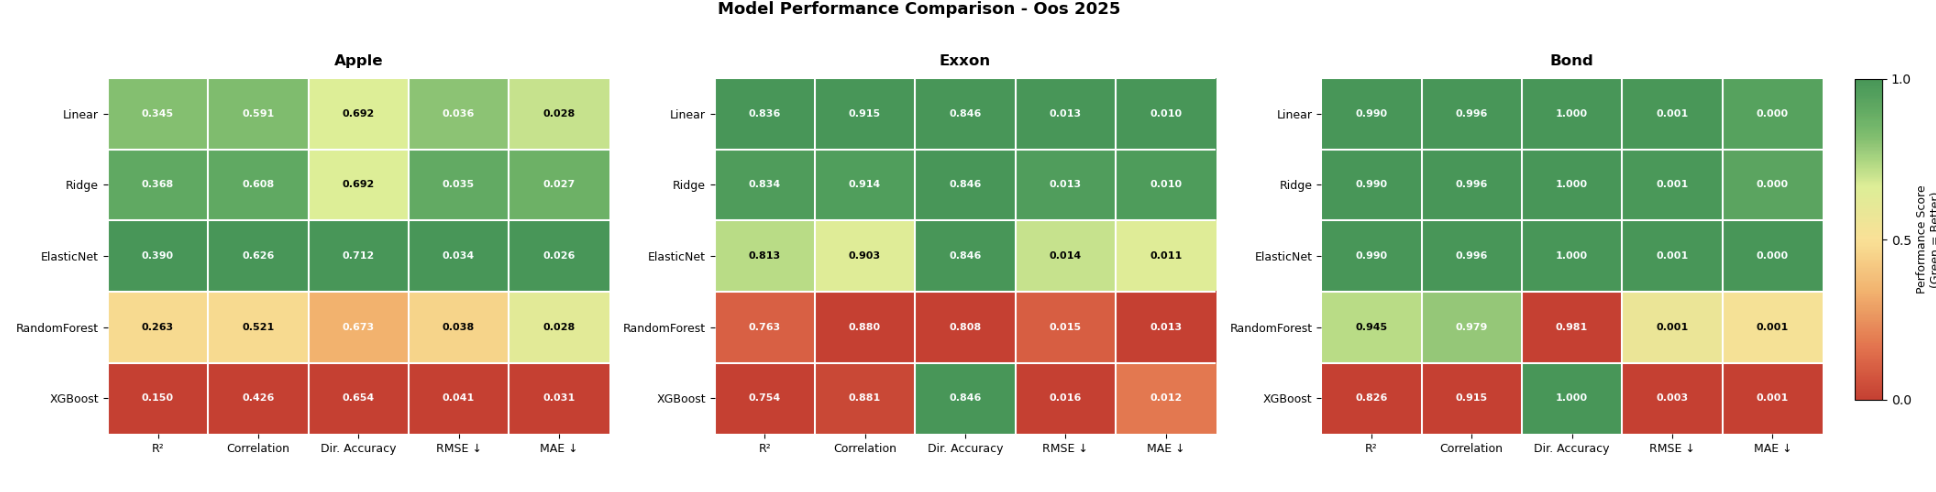 Model Performance Comparison - Oos 2025
Apple
Linear 0.345 0.591 0.692 0.036 0.028
Ridge 0.368 0.608 0.692 0.035 0.027
ElasticNet 0.390 0.626 0.712 0.034 0.026
RandomForest 0.263 0.521 0.673 0.038 0.028
XGBoost 0.150 0.426 0.654 0.041 0.031
R² Correlation Dir. Accuracy RMSE ↓ MAE ↓
Exxon
Linear 0.836 0.915 0.846 0.013 0.010
Ridge 0.834 0.914 0.846 0.013 0.010
ElasticNet 0.813 0.903 0.846 0.014 0.011
RandomForest 0.763 0.880 0.808 0.015 0.013
XGBoost 0.754 0.881 0.846 0.016 0.012
R² Correlation Dir. Accuracy RMSE ↓ MAE ↓
Bond
Linear 0.990 0.996 1.000 0.001 0.000
Ridge 0.990 0.996 1.000 0.001 0.000
ElasticNet 0.990 0.996 1.000 0.001 0.000
RandomForest 0.945 0.979 0.981 0.001 0.001
XGBoost 0.826 0.915 1.000 0.003 0.001
R² Correlation Dir. Accuracy RMSE ↓ MAE ↓
1.0
0.5
0.0
Performance Score
(Green = Better)